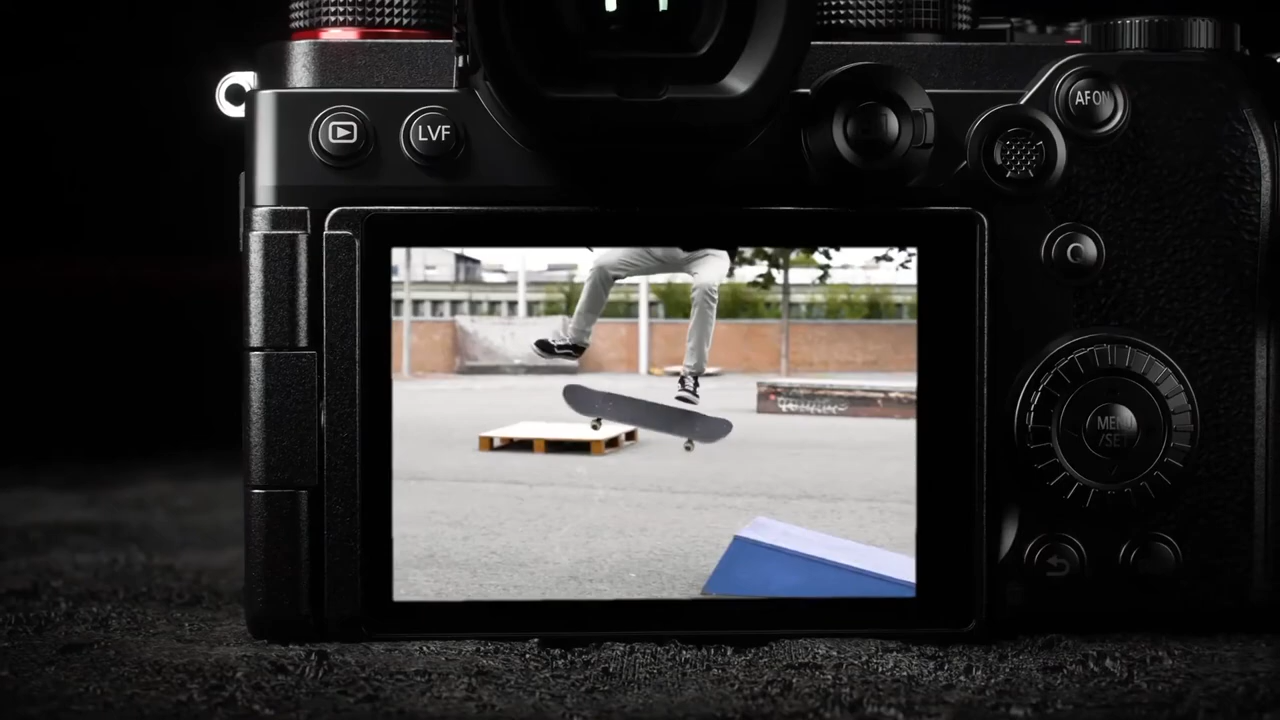 LVF
AF ON
Q
MENU
/SET